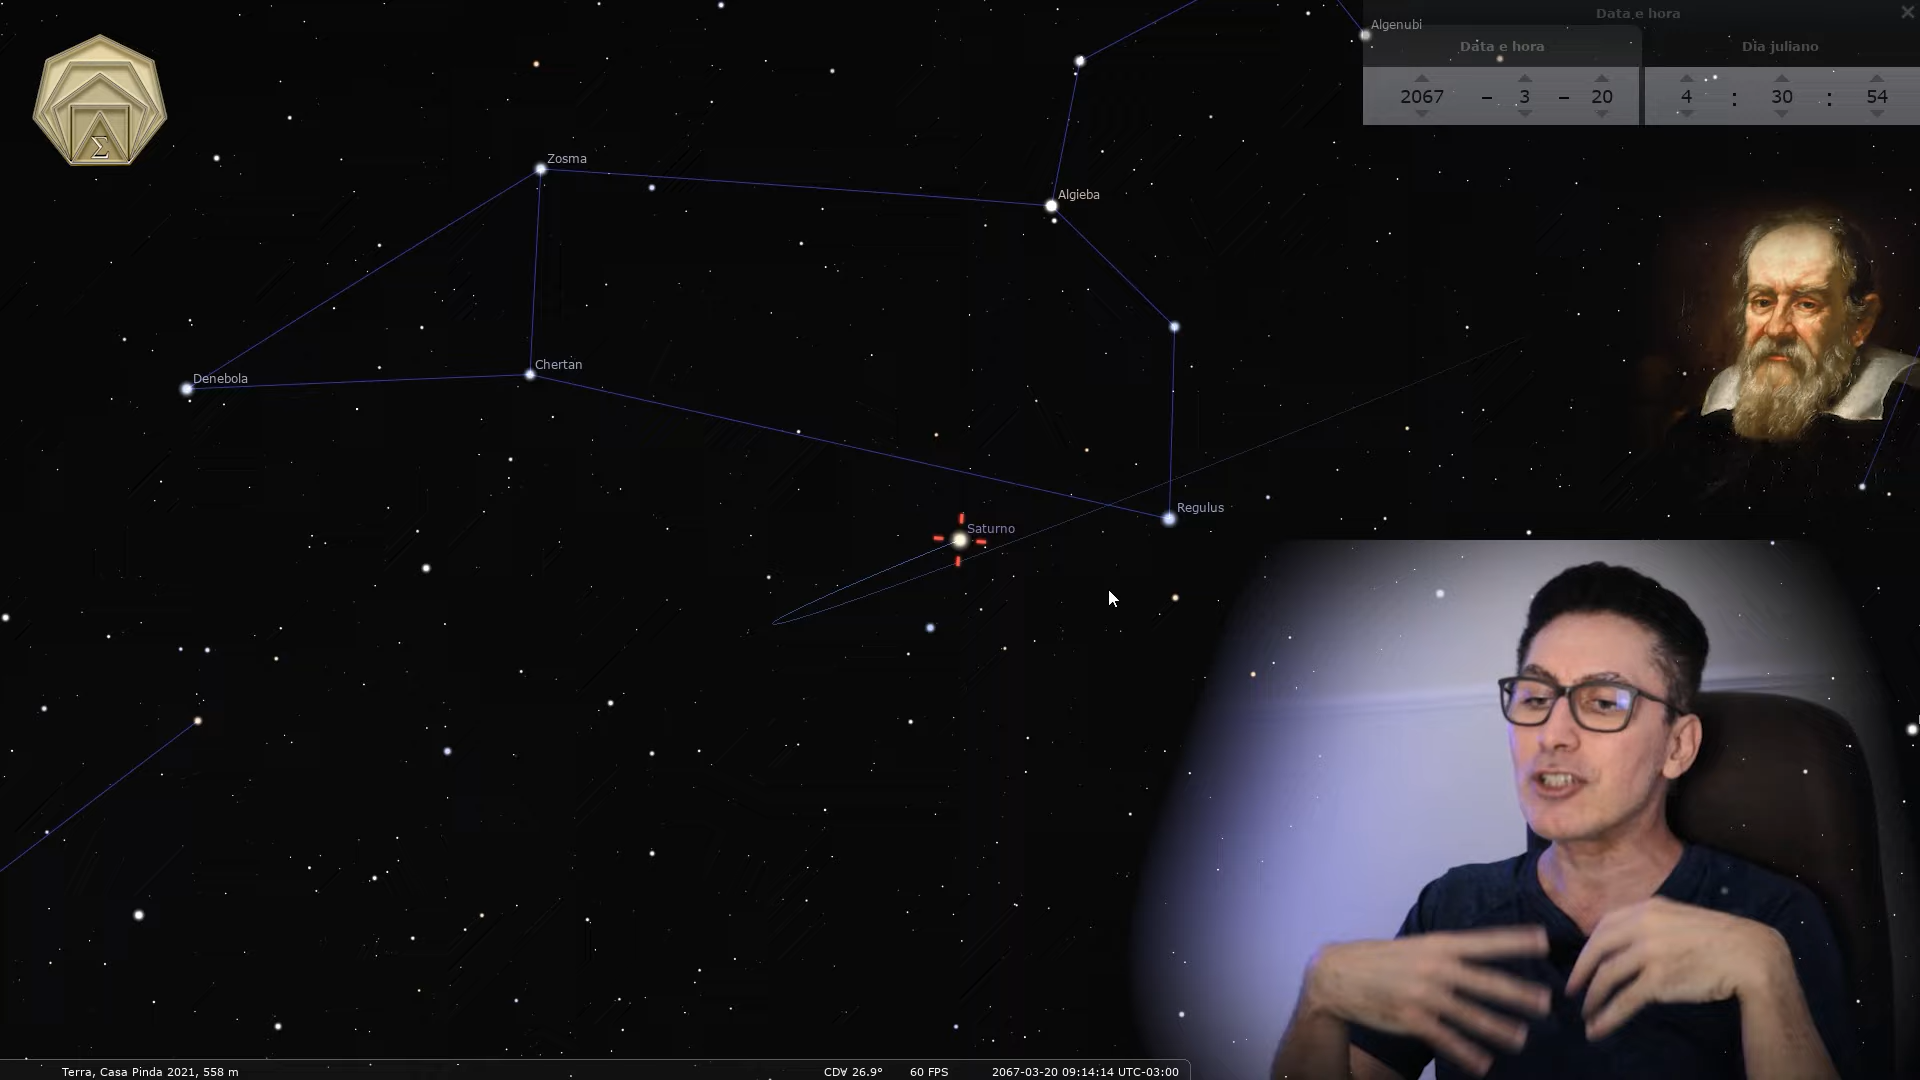 Data e hora
Data e hora
Dia juliano
2067 – 3 – 20
4 : 30 : 54
Algenubi
Σ
Zosma
Algieba
Denebola
Chertan
Regulus
Saturno
Terra, Casa Pinda 2021, 558 m
CDV 26.9°
60 FPS
2067-03-20 09:14:14 UTC-03:00